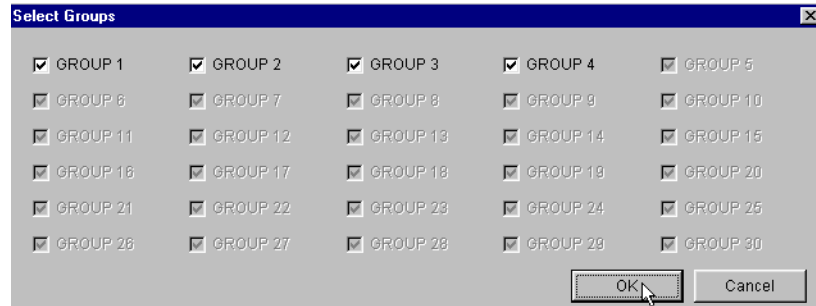 Select Groups
GROUP 1 GROUP 2 GROUP 3 GROUP 4 GROUP 5
GROUP 6 GROUP 7 GROUP 8 GROUP 9 GROUP 10
GROUP 11 GROUP 12 GROUP 13 GROUP 14 GROUP 15
GROUP 16 GROUP 17 GROUP 18 GROUP 19 GROUP 20
GROUP 21 GROUP 22 GROUP 23 GROUP 24 GROUP 25
GROUP 26 GROUP 27 GROUP 28 GROUP 29 GROUP 30
OK Cancel